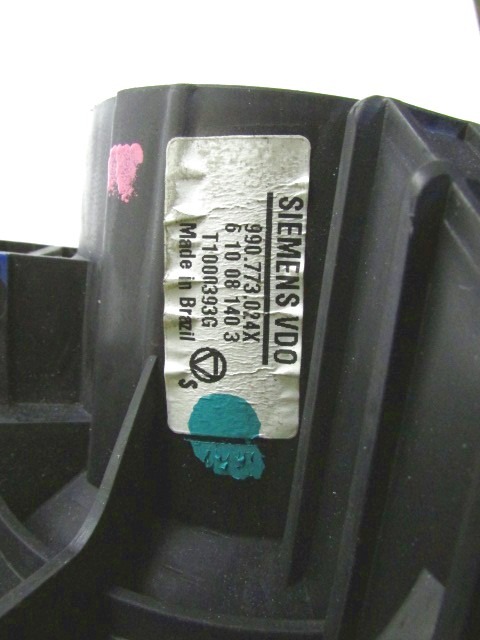 SIEMENS VDO
990.773.024X
6 10 08 140 3
T1000393G
Made in Brazil
S